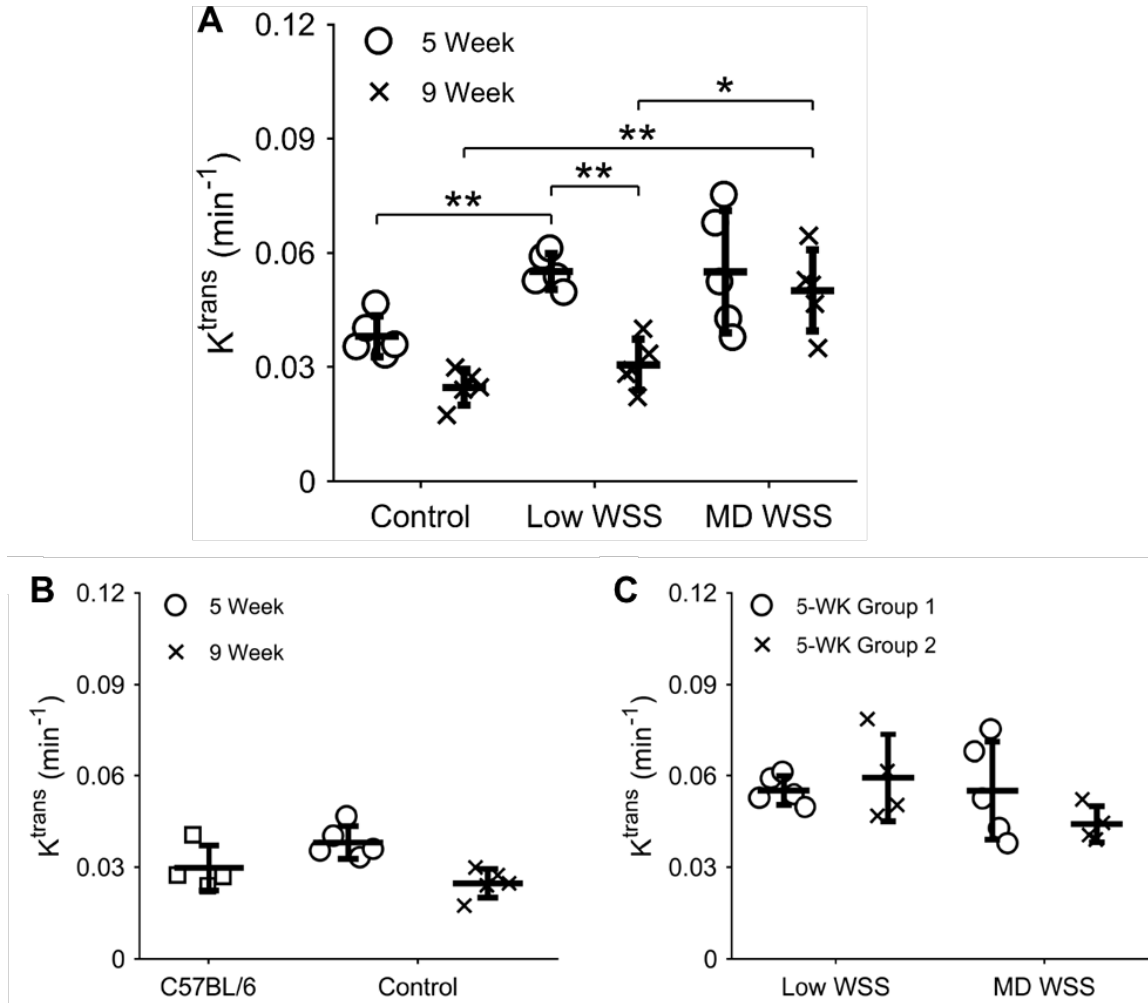 A
0.12
0.09
0.06
0.03
0
K^trans (min^-1)
5 Week
9 Week
*
**
**
**
Control
Low WSS
MD WSS
B
0.12
0.09
0.06
0.03
0
K^trans (min^-1)
5 Week
9 Week
C57BL/6
Control
C
0.12
0.09
0.06
0.03
0
K^trans (min^-1)
5-WK Group 1
5-WK Group 2
Low WSS
MD WSS